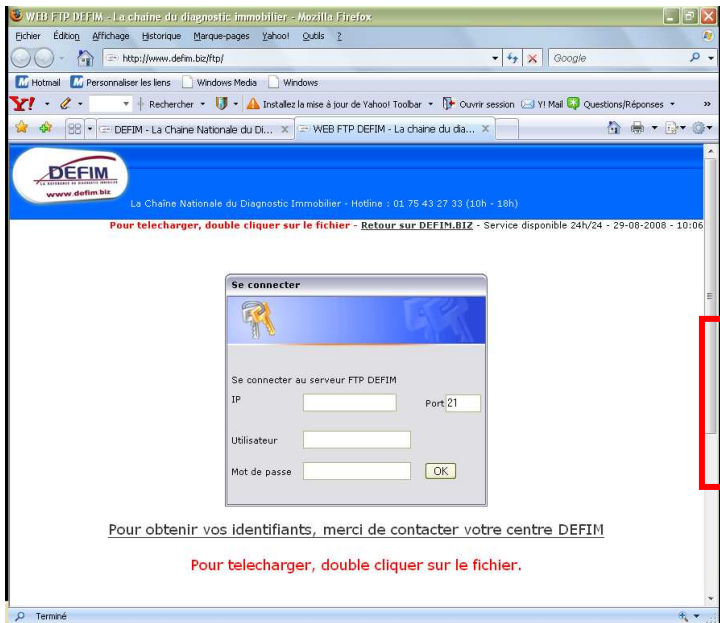 WEB FTP DEFIM - La chaine du diagnostic immobilier - Mozilla Firefox
Fichier Édition Affichage Historique Marque-pages Yahoo! Outils ?
http://www.defim.biz/ftp/ Google
Hotmail Personnaliser les liens Windows Media Windows
Y! Rechercher Installez la mise à jour de Yahoo! Toolbar Ouvrir session Y! Mail Questions/Réponses »
DEFIM - La Chaine Nationale du Di... WEB FTP DEFIM - La chaine du dia...
DEFIM
www.defim.biz
La Chaîne Nationale du Diagnostic Immobilier - Hotline : 01 75 43 27 33 (10h - 18h)
Pour telecharger, double cliquer sur le fichier - Retour sur DEFIM.BIZ - Service disponible 24h/24 - 29-08-2008 - 10:06
Se connecter
Se connecter au serveur FTP DEFIM
IP Port 21
Utilisateur
Mot de passe OK
Pour obtenir vos identifiants, merci de contacter votre centre DEFIM
Pour telecharger, double cliquer sur le fichier.
Terminé